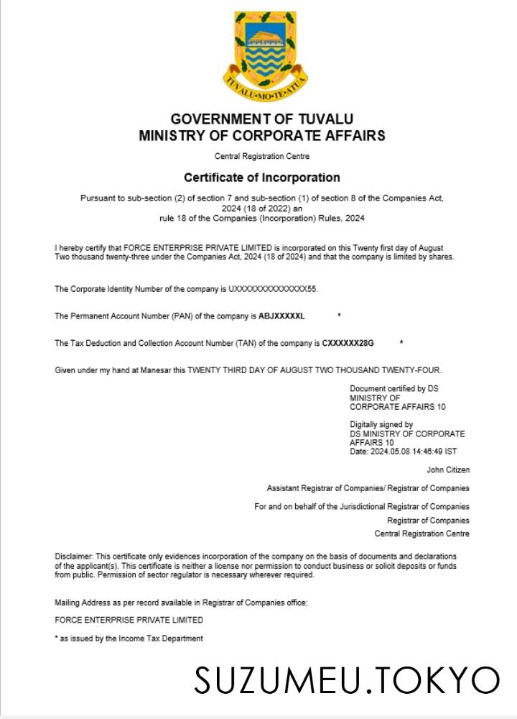 TUVALU-MO-TE-ATUA
GOVERNMENT OF TUVALU
MINISTRY OF CORPORATE AFFAIRS
Central Registration Centre
Certificate of Incorporation
Pursuant to sub-section (2) of section 7 and sub-section (1) of section 8 of the Companies Act,
2024 (18 of 2022) an
rule 18 of the Companies (Incorporation) Rules, 2024
I hereby certify that FORCE ENTERPRISE PRIVATE LIMITED is incorporated on this Twenty first day of August
Two thousand twenty-three under the Companies Act, 2024 (18 of 2024) and that the company is limited by shares.
The Corporate Identity Number of the company is UXXXXXXXXXXXXXXX55.
The Permanent Account Number (PAN) of the company is ABJXXXXXL *
The Tax Deduction and Collection Account Number (TAN) of the company is CXXXXXX28G *
Given under my hand at Manesar this TWENTY THIRD DAY OF AUGUST TWO THOUSAND TWENTY-FOUR.
Document certified by DS
MINISTRY OF
CORPORATE AFFAIRS 10
Digitally signed by
DS MINISTRY OF CORPORATE
AFFAIRS 10
Date: 2024.05.08 14:46:49 IST
John Citizen
Assistant Registrar of Companies/ Registrar of Companies
For and on behalf of the Jurisdictional Registrar of Companies
Registrar of Companies
Central Registration Centre
Disclaimer: This certificate only evidences incorporation of the company on the basis of documents and declarations
of the applicant(s). This certificate is neither a license nor permission to conduct business or solicit deposits or funds
from public. Permission of sector regulator is necessary wherever required.
Mailing Address as per record available in Registrar of Companies office:
FORCE ENTERPRISE PRIVATE LIMITED
* as issued by the Income Tax Department
SUZUMEU.TOKYO